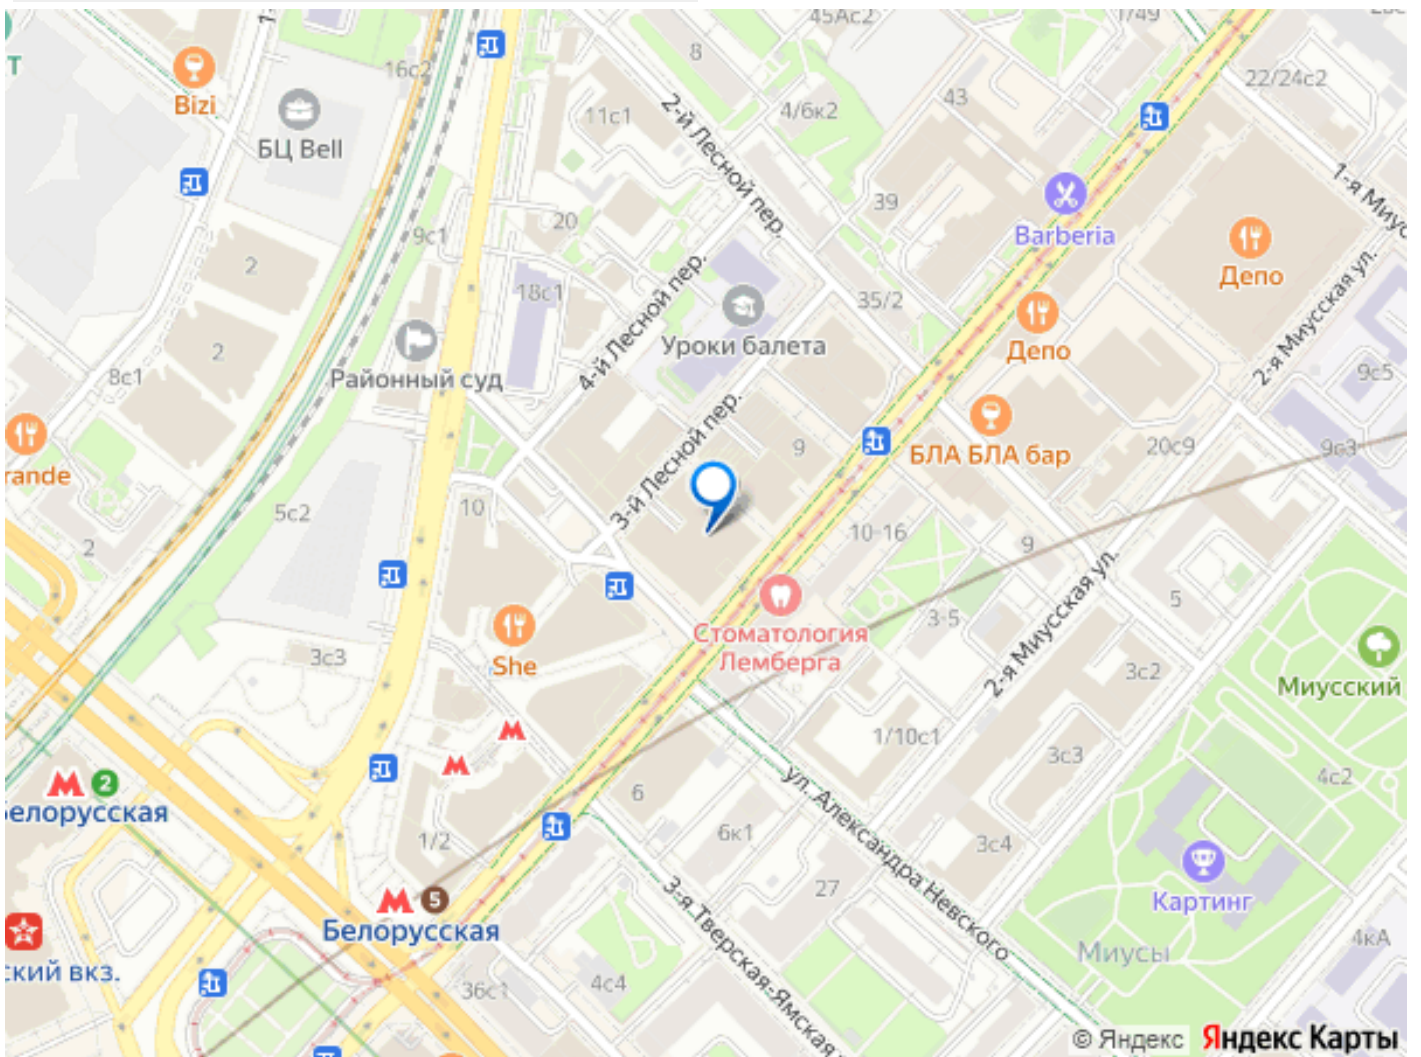 45Ас2
1/49
16с2
8
22/24с2
Bizi
БЦ Bell
11с1
2-й Лесной пер.
4/6к2
43
1-я Миусс
39
Barberia
20
9с1
2
18с1
4-й Лесной пер.
35/2
Депо
2-я Миусская ул.
Уроки балета
Депо
2
8с1
Районный суд
9с5
rande
3-й Лесной пер.
9
БЛА БЛА бар
20с9
9с3
5с2
10
2
10-16
9
3-5
2-я Миусская ул.
5
3с3
She
Стоматология
Лемберга
3с2
Миусский
1/10с1
3с3
4с2
М 2
елорусская
6
ул. Александра Невского
1/2
6к1
3с4
27
М 5
Белорусская
3-я Тверская-Ямская у
Картинг
4кА
Миусы
ский вкз.
36с1
4с4
© Яндекс Яндекс Карты